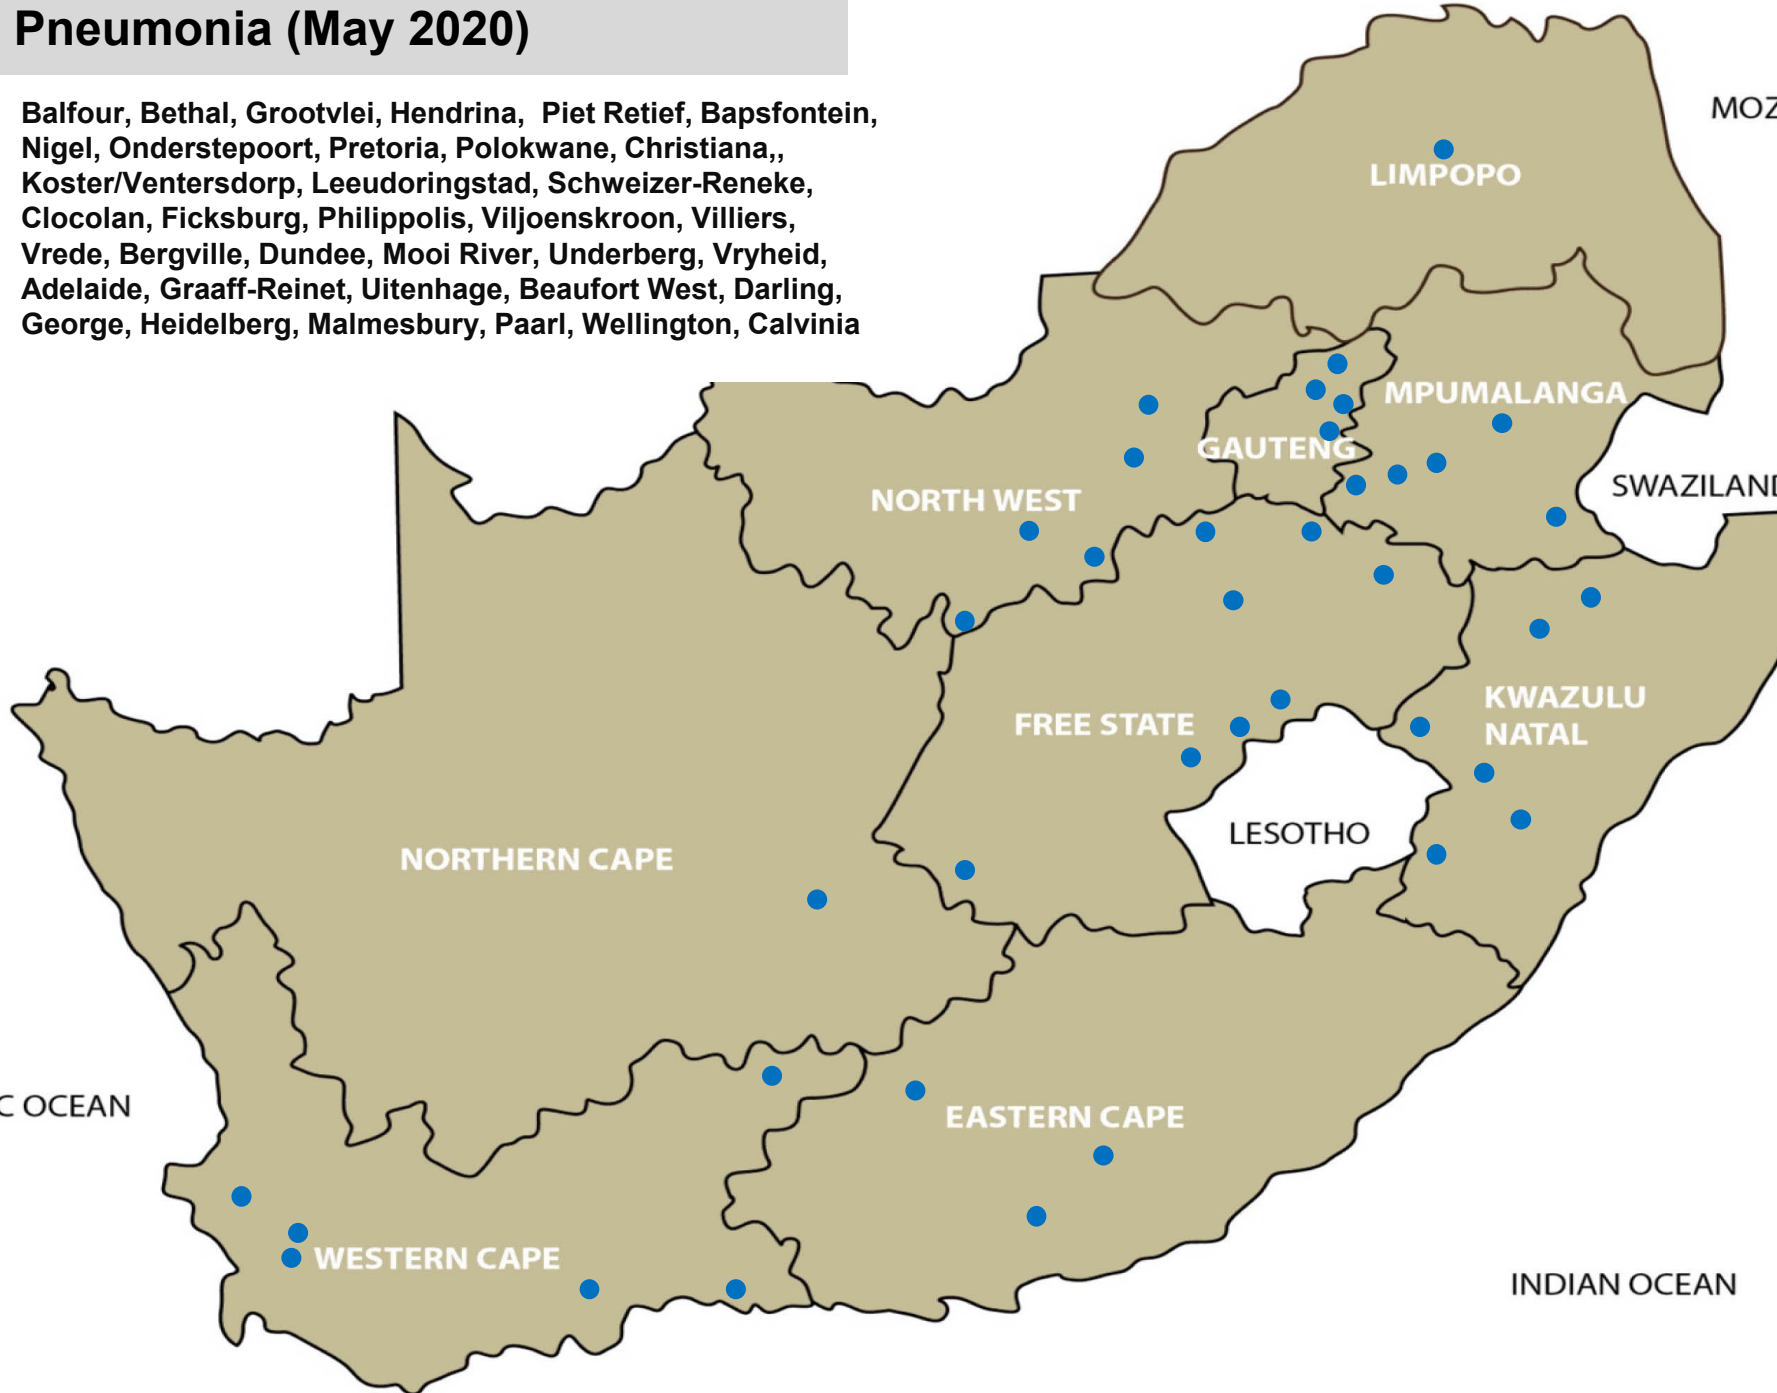 Pneumonia (May 2020)
Balfour, Bethal, Grootvlei, Hendrina, Piet Retief, Bapsfontein,
Nigel, Onderstepoort, Pretoria, Polokwane, Christiana,,
Koster/Ventersdorp, Leeudoringstad, Schweizer-Reneke,
Clocolan, Ficksburg, Philippolis, Viljoenskroon, Villiers,
Vrede, Bergville, Dundee, Mooi River, Underberg, Vryheid,
Adelaide, Graaff-Reinet, Uitenhage, Beaufort West, Darling,
George, Heidelberg, Malmesbury, Paarl, Wellington, Calvinia
MOZ
LIMPOPO
MPUMALANGA
GAUTENG
SWAZILAND
NORTH WEST
KWAZULU
NATAL
FREE STATE
LESOTHO
NORTHERN CAPE
C OCEAN
EASTERN CAPE
WESTERN CAPE
INDIAN OCEAN